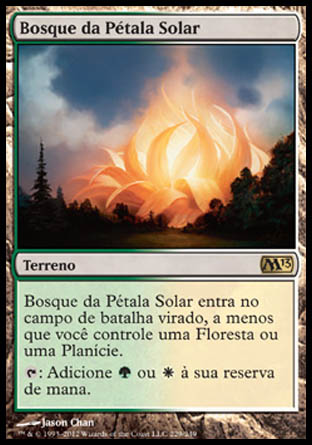 Bosque da Pétala Solar
Terreno
M13
Bosque da Pétala Solar entra no
campo de batalha virado, a menos
que você controle uma Floresta ou
uma Planície.
: Adicione ou à sua reserva
de mana.
Jason Chan
™ & © 1993-2012 Wizards of the Coast LLC 229/249